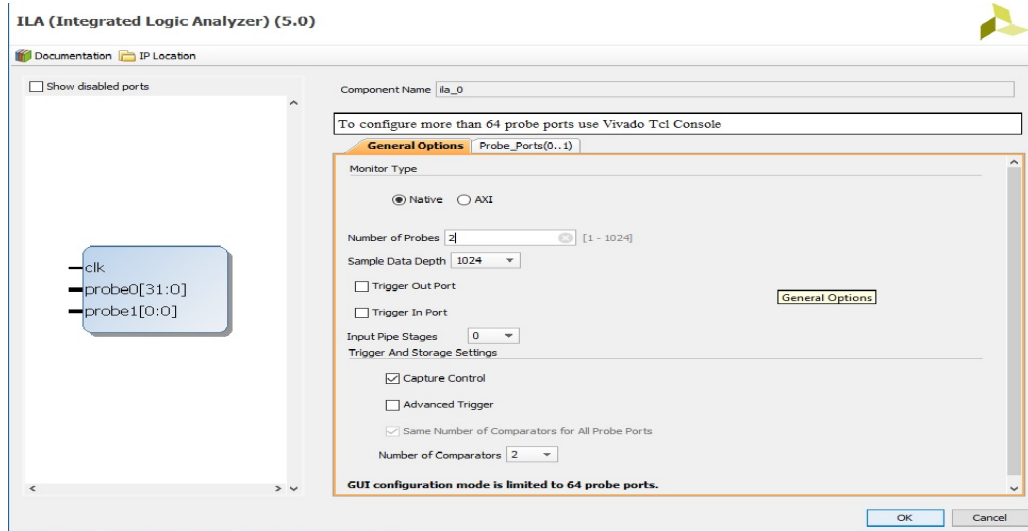 ILA (Integrated Logic Analyzer) (5.0)
Documentation IP Location
Show disabled ports
clk
probe0[31:0]
probe1[0:0]
Component Name ila_0
To configure more than 64 probe ports use Vivado Tcl Console
General Options Probe_Ports(0..1)
Monitor Type
Native AXI
Number of Probes 2 [1 - 1024]
Sample Data Depth 1024
Trigger Out Port
General Options
Trigger In Port
Input Pipe Stages 0
Trigger And Storage Settings
Capture Control
Advanced Trigger
Same Number of Comparators for All Probe Ports
Number of Comparators 2
GUI configuration mode is limited to 64 probe ports.
OK Cancel